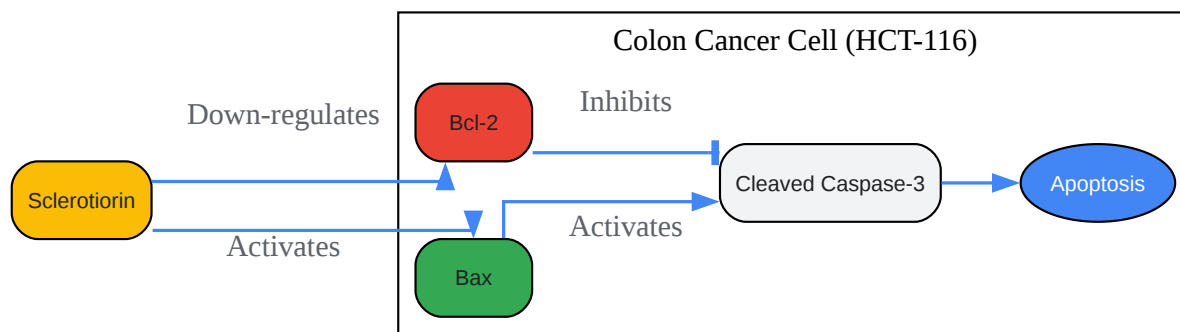 Colon Cancer Cell (HCT-116)
Down-regulates
Bcl-2
Inhibits
Sclerotiorin
Cleaved Caspase-3
Apoptosis
Activates
Activates
Bax